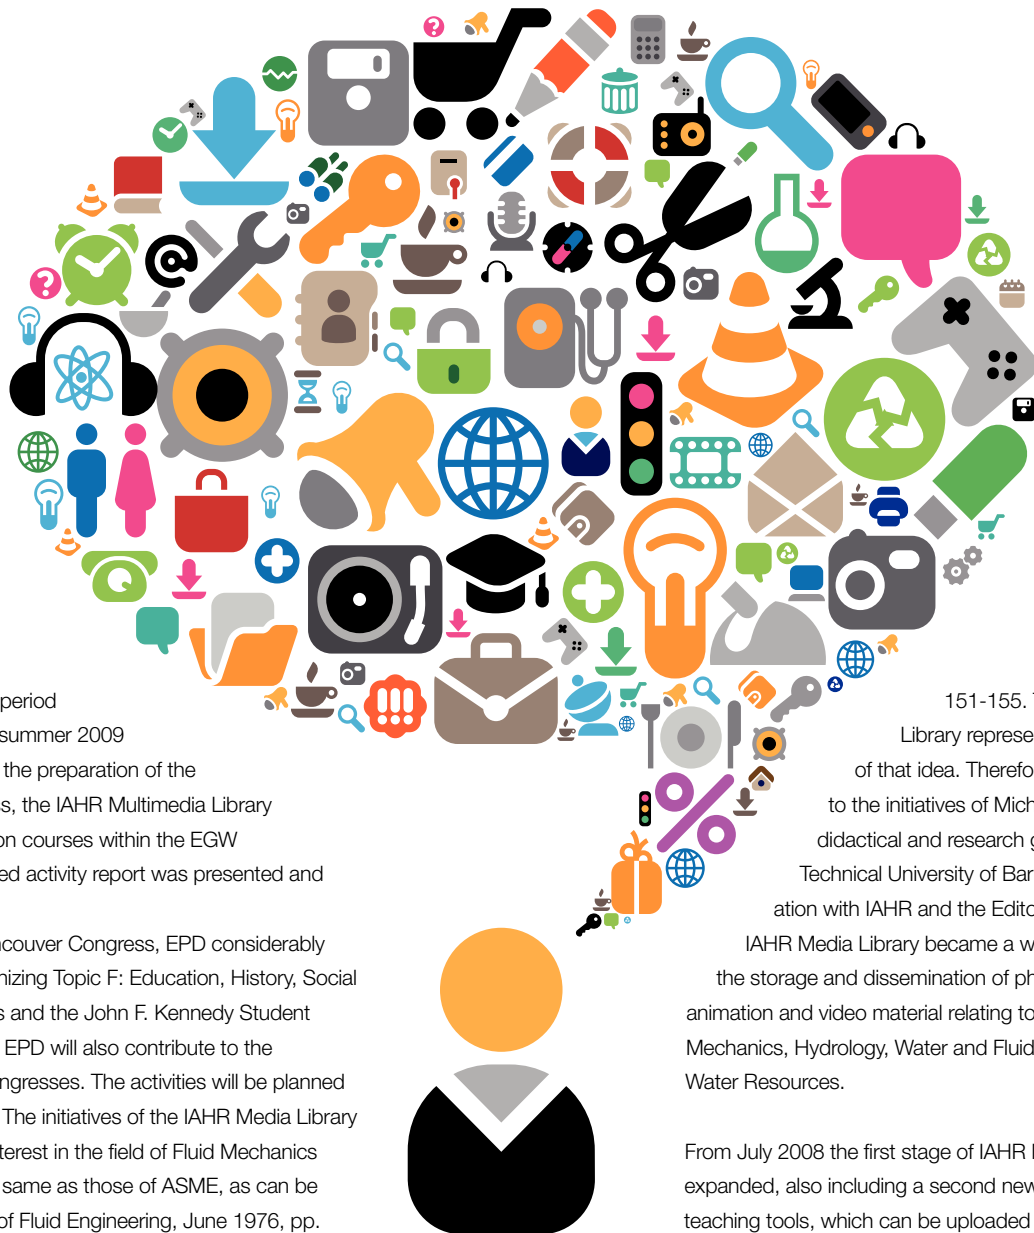 period
summer 2009
the preparation of the
ss, the IAHR Multimedia Library
on courses within the EGW
ed activity report was presented and
ncouver Congress, EPD considerably
nizing Topic F: Education, History, Social
s and the John F. Kennedy Student
EPD will also contribute to the
ngresses. The activities will be planned
The initiatives of the IAHR Media Library
nterest in the field of Fluid Mechanics
same as those of ASME, as can be
of Fluid Engineering, June 1976, pp.
151-155. T
Library represe
of that idea. Therefo
to the initiatives of Mich
didactical and research g
Technical University of Bar
ation with IAHR and the Edito
IAHR Media Library became a w
the storage and dissemination of ph
animation and video material relating to
Mechanics, Hydrology, Water and Fluid
Water Resources.
From July 2008 the first stage of IAHR
expanded, also including a second new
teaching tools, which can be uploaded